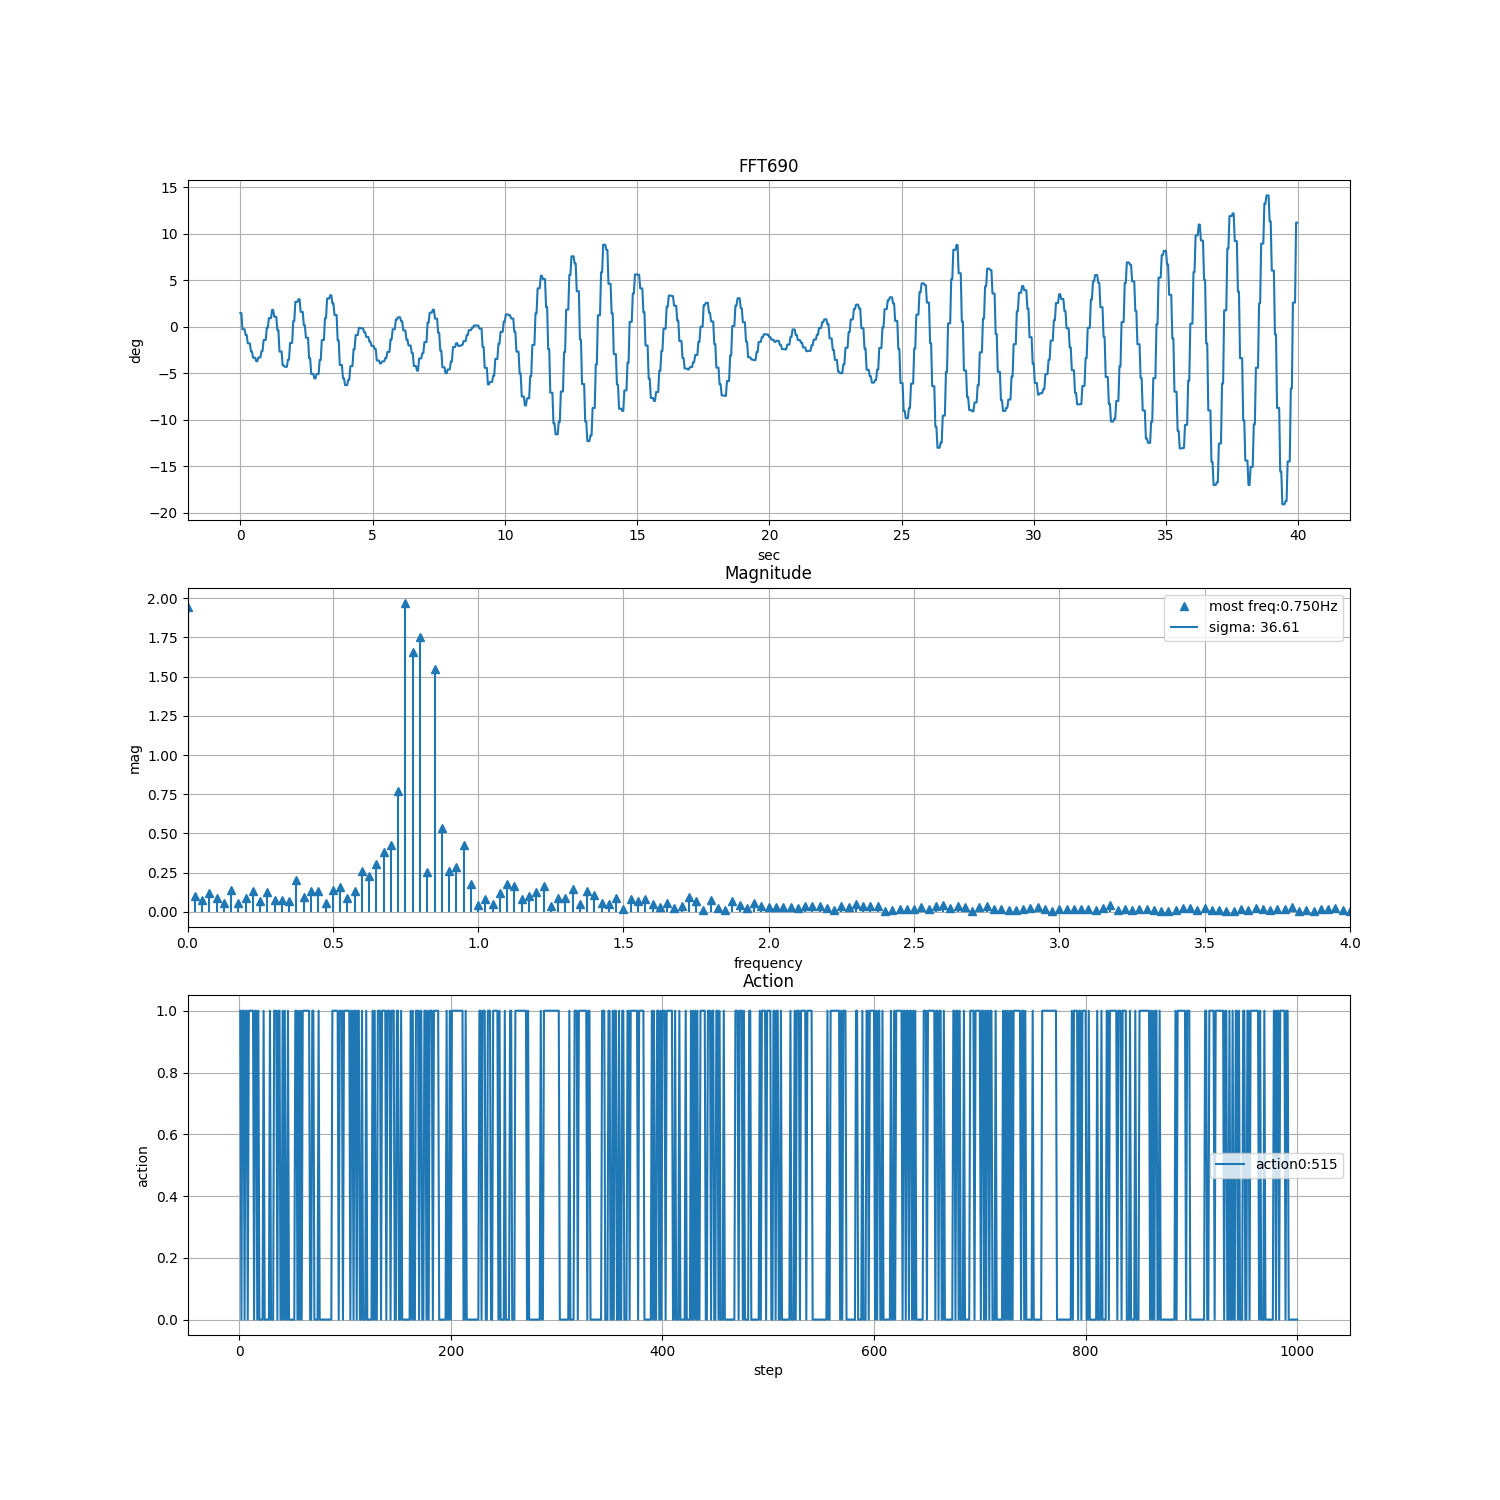 FFT690
15
10
5
0
−5
−10
−15
−20
deg
0 5 10 15 20 25 30 35 40
sec
Magnitude
2.00
1.75
1.50
1.25
1.00
0.75
0.50
0.25
0.00
mag
most freq:0.750Hz
sigma: 36.61
0.0 0.5 1.0 1.5 2.0 2.5 3.0 3.5 4.0
frequency
Action
1.0
0.8
0.6
0.4
0.2
0.0
action
action0:515
0 200 400 600 800 1000
step